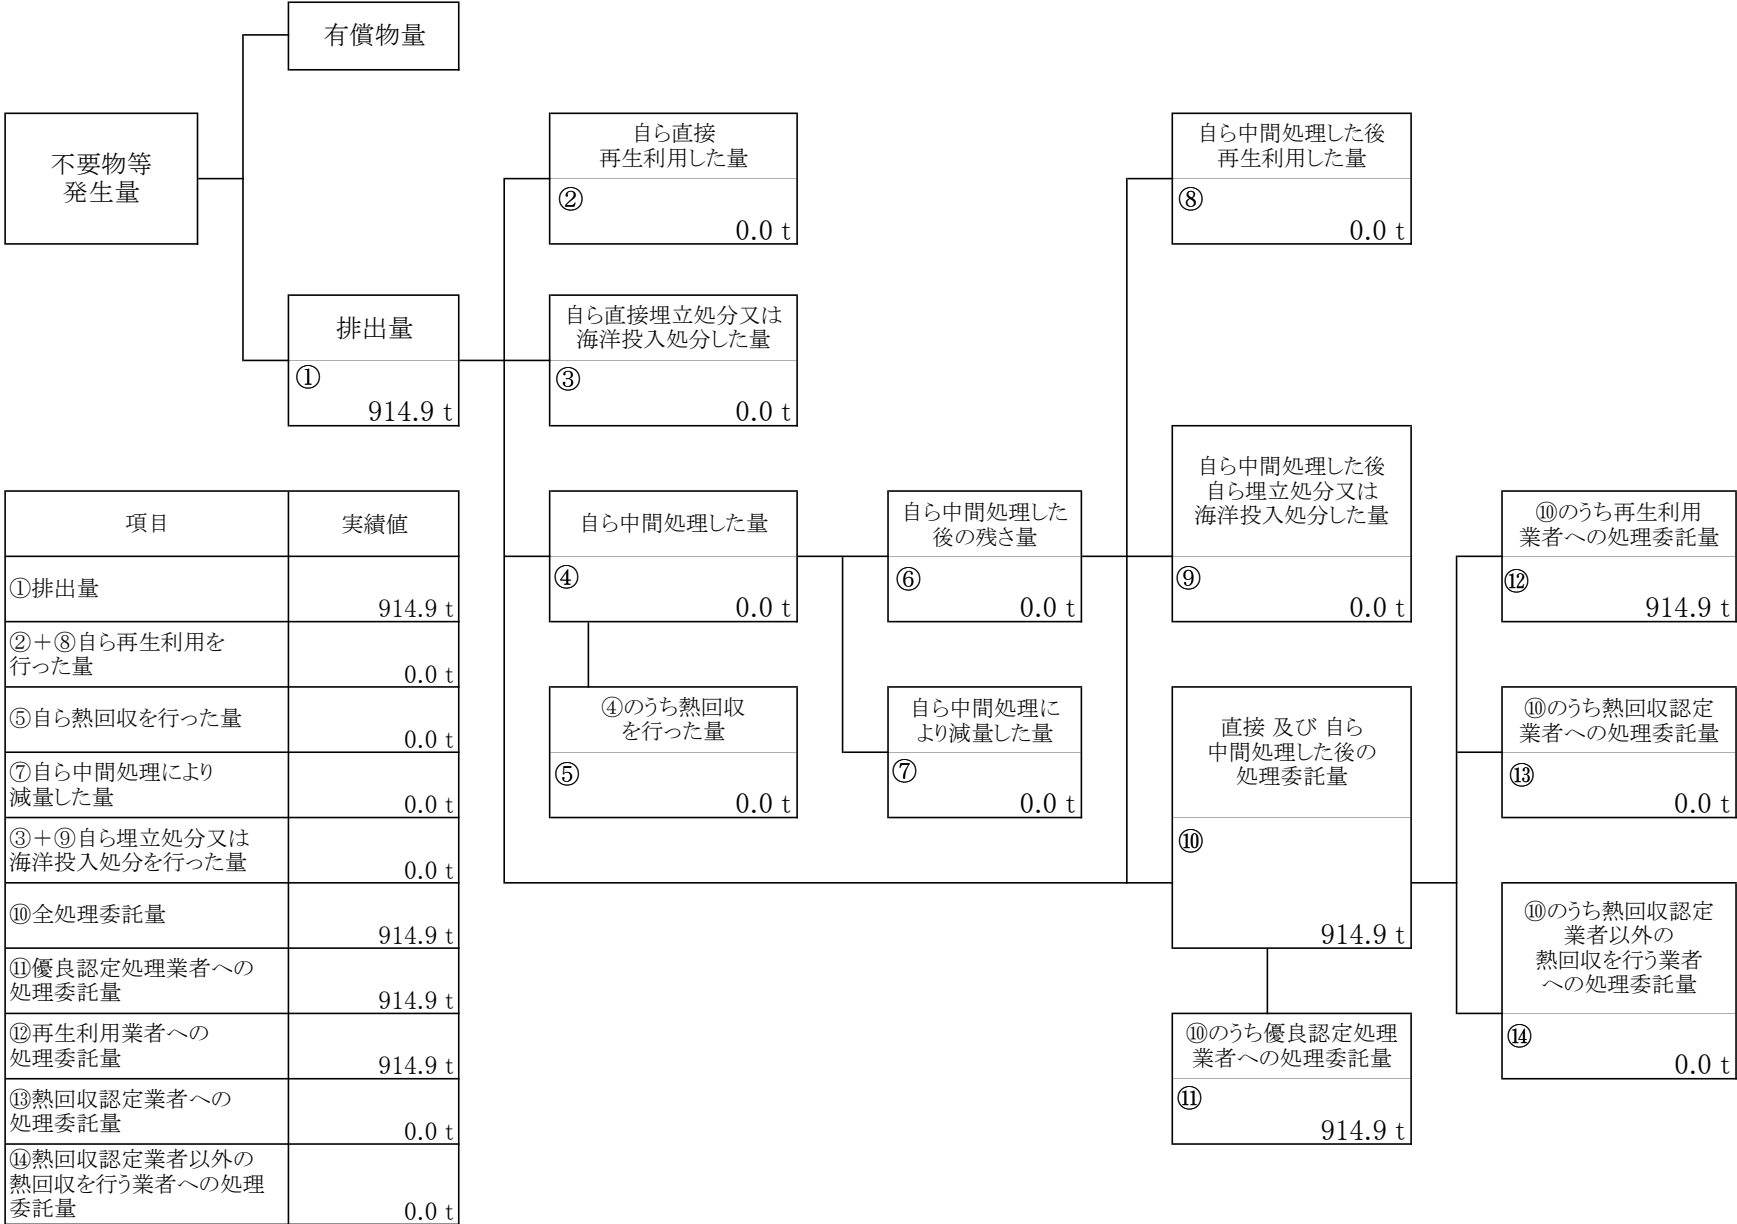 有償物量
不要物等
発生量
自ら直接
再生利用した量
②
0.0 t
自ら中間処理した後
再生利用した量
⑧
0.0 t
排出量
①
914.9 t
自ら直接埋立処分又は
海洋投入処分した量
③
0.0 t
自ら中間処理した量
④
0.0 t
自ら中間処理した
後の残さ量
⑥
0.0 t
自ら中間処理した後
自ら埋立処分又は
海洋投入処分した量
⑨
0.0 t
⑩のうち再生利用
業者への処理委託量
⑫
914.9 t
④のうち熱回収
を行った量
⑤
0.0 t
自ら中間処理に
より減量した量
⑦
0.0 t
直接 及び 自ら
中間処理した後の
処理委託量
⑩
914.9 t
⑩のうち熱回収認定
業者への処理委託量
⑬
0.0 t
⑩のうち熱回収認定
業者以外の
熱回収を行う業者
への処理委託量
⑭
0.0 t
⑩のうち優良認定処理
業者への処理委託量
⑪
914.9 t
項目
実績値
①排出量
914.9 t
②＋⑧自ら再生利用を
行った量
0.0 t
⑤自ら熱回収を行った量
0.0 t
⑦自ら中間処理により
減量した量
0.0 t
③＋⑨自ら埋立処分又は
海洋投入処分を行った量
0.0 t
⑩全処理委託量
914.9 t
⑪優良認定処理業者への
処理委託量
914.9 t
⑫再生利用業者への
処理委託量
914.9 t
⑬熱回収認定業者への
処理委託量
0.0 t
⑭熱回収認定業者以外の
熱回収を行う業者への処理
委託量
0.0 t